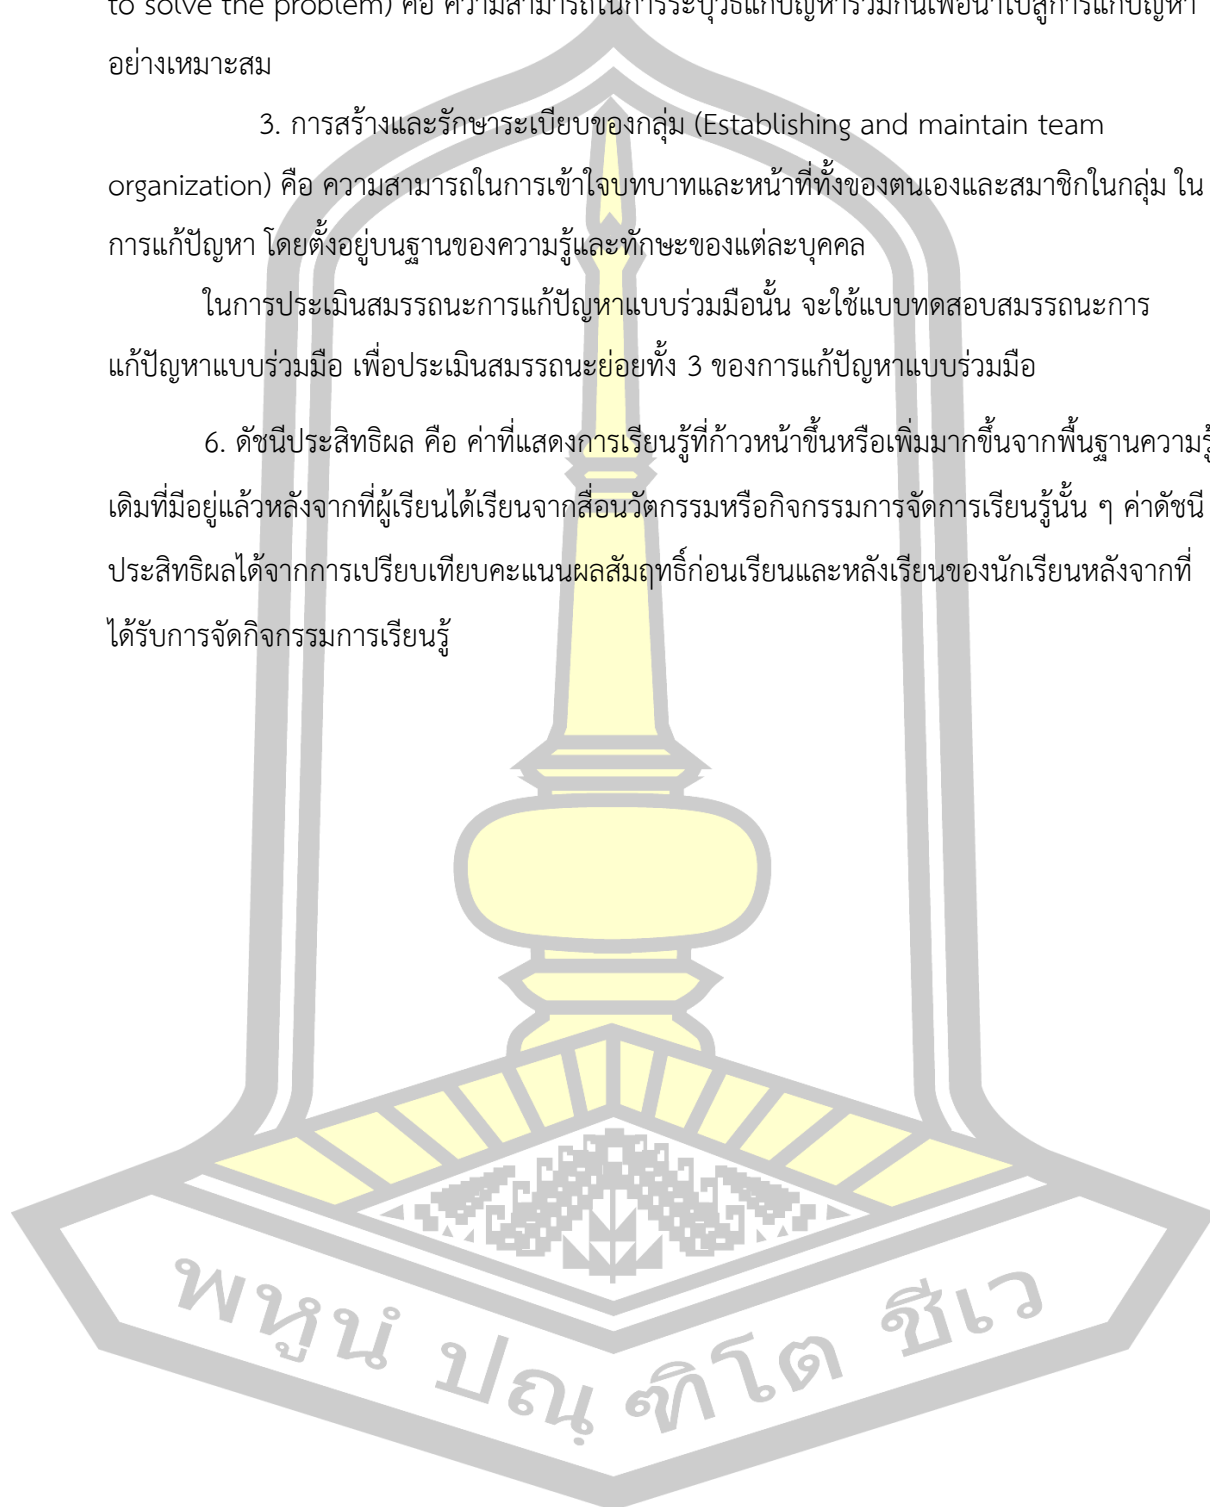 to solve the problem) คือ ความสามารถในการระบุวิธีแก้ปัญหาร่วมกันเพื่อนำไปสู่การแก้ปัญหา
อย่างเหมาะสม
3. การสร้างและรักษาระเบียบของกลุ่ม (Establishing and maintain team
organization) คือ ความสามารถในการเข้าใจบทบาทและหน้าที่ทั้งของตนเองและสมาชิกในกลุ่ม ใน
การแก้ปัญหา โดยตั้งอยู่บนฐานของความรู้และทักษะของแต่ละบุคคล
ในการประเมินสมรรถนะการแก้ปัญหาแบบร่วมมือนั้น จะใช้แบบทดสอบสมรรถนะการ
แก้ปัญหาแบบร่วมมือ เพื่อประเมินสมรรถนะย่อยทั้ง 3 ของการแก้ปัญหาแบบร่วมมือ
6. ดัชนีประสิทธิผล คือ ค่าที่แสดงการเรียนรู้ที่ก้าวหน้าขึ้นหรือเพิ่มมากขึ้นจากพื้นฐานความรู้
เดิมที่มีอยู่แล้วหลังจากที่ผู้เรียนได้เรียนจากสื่อนวัตกรรมหรือกิจกรรมการจัดการเรียนรู้นั้น ๆ ค่าดัชนี
ประสิทธิผลได้จากการเปรียบเทียบคะแนนผลสัมฤทธิ์ก่อนเรียนและหลังเรียนของนักเรียนหลังจากที่
ได้รับการจัดกิจกรรมการเรียนรู้
พหูนํ ปณฺฑิโต ชีเว